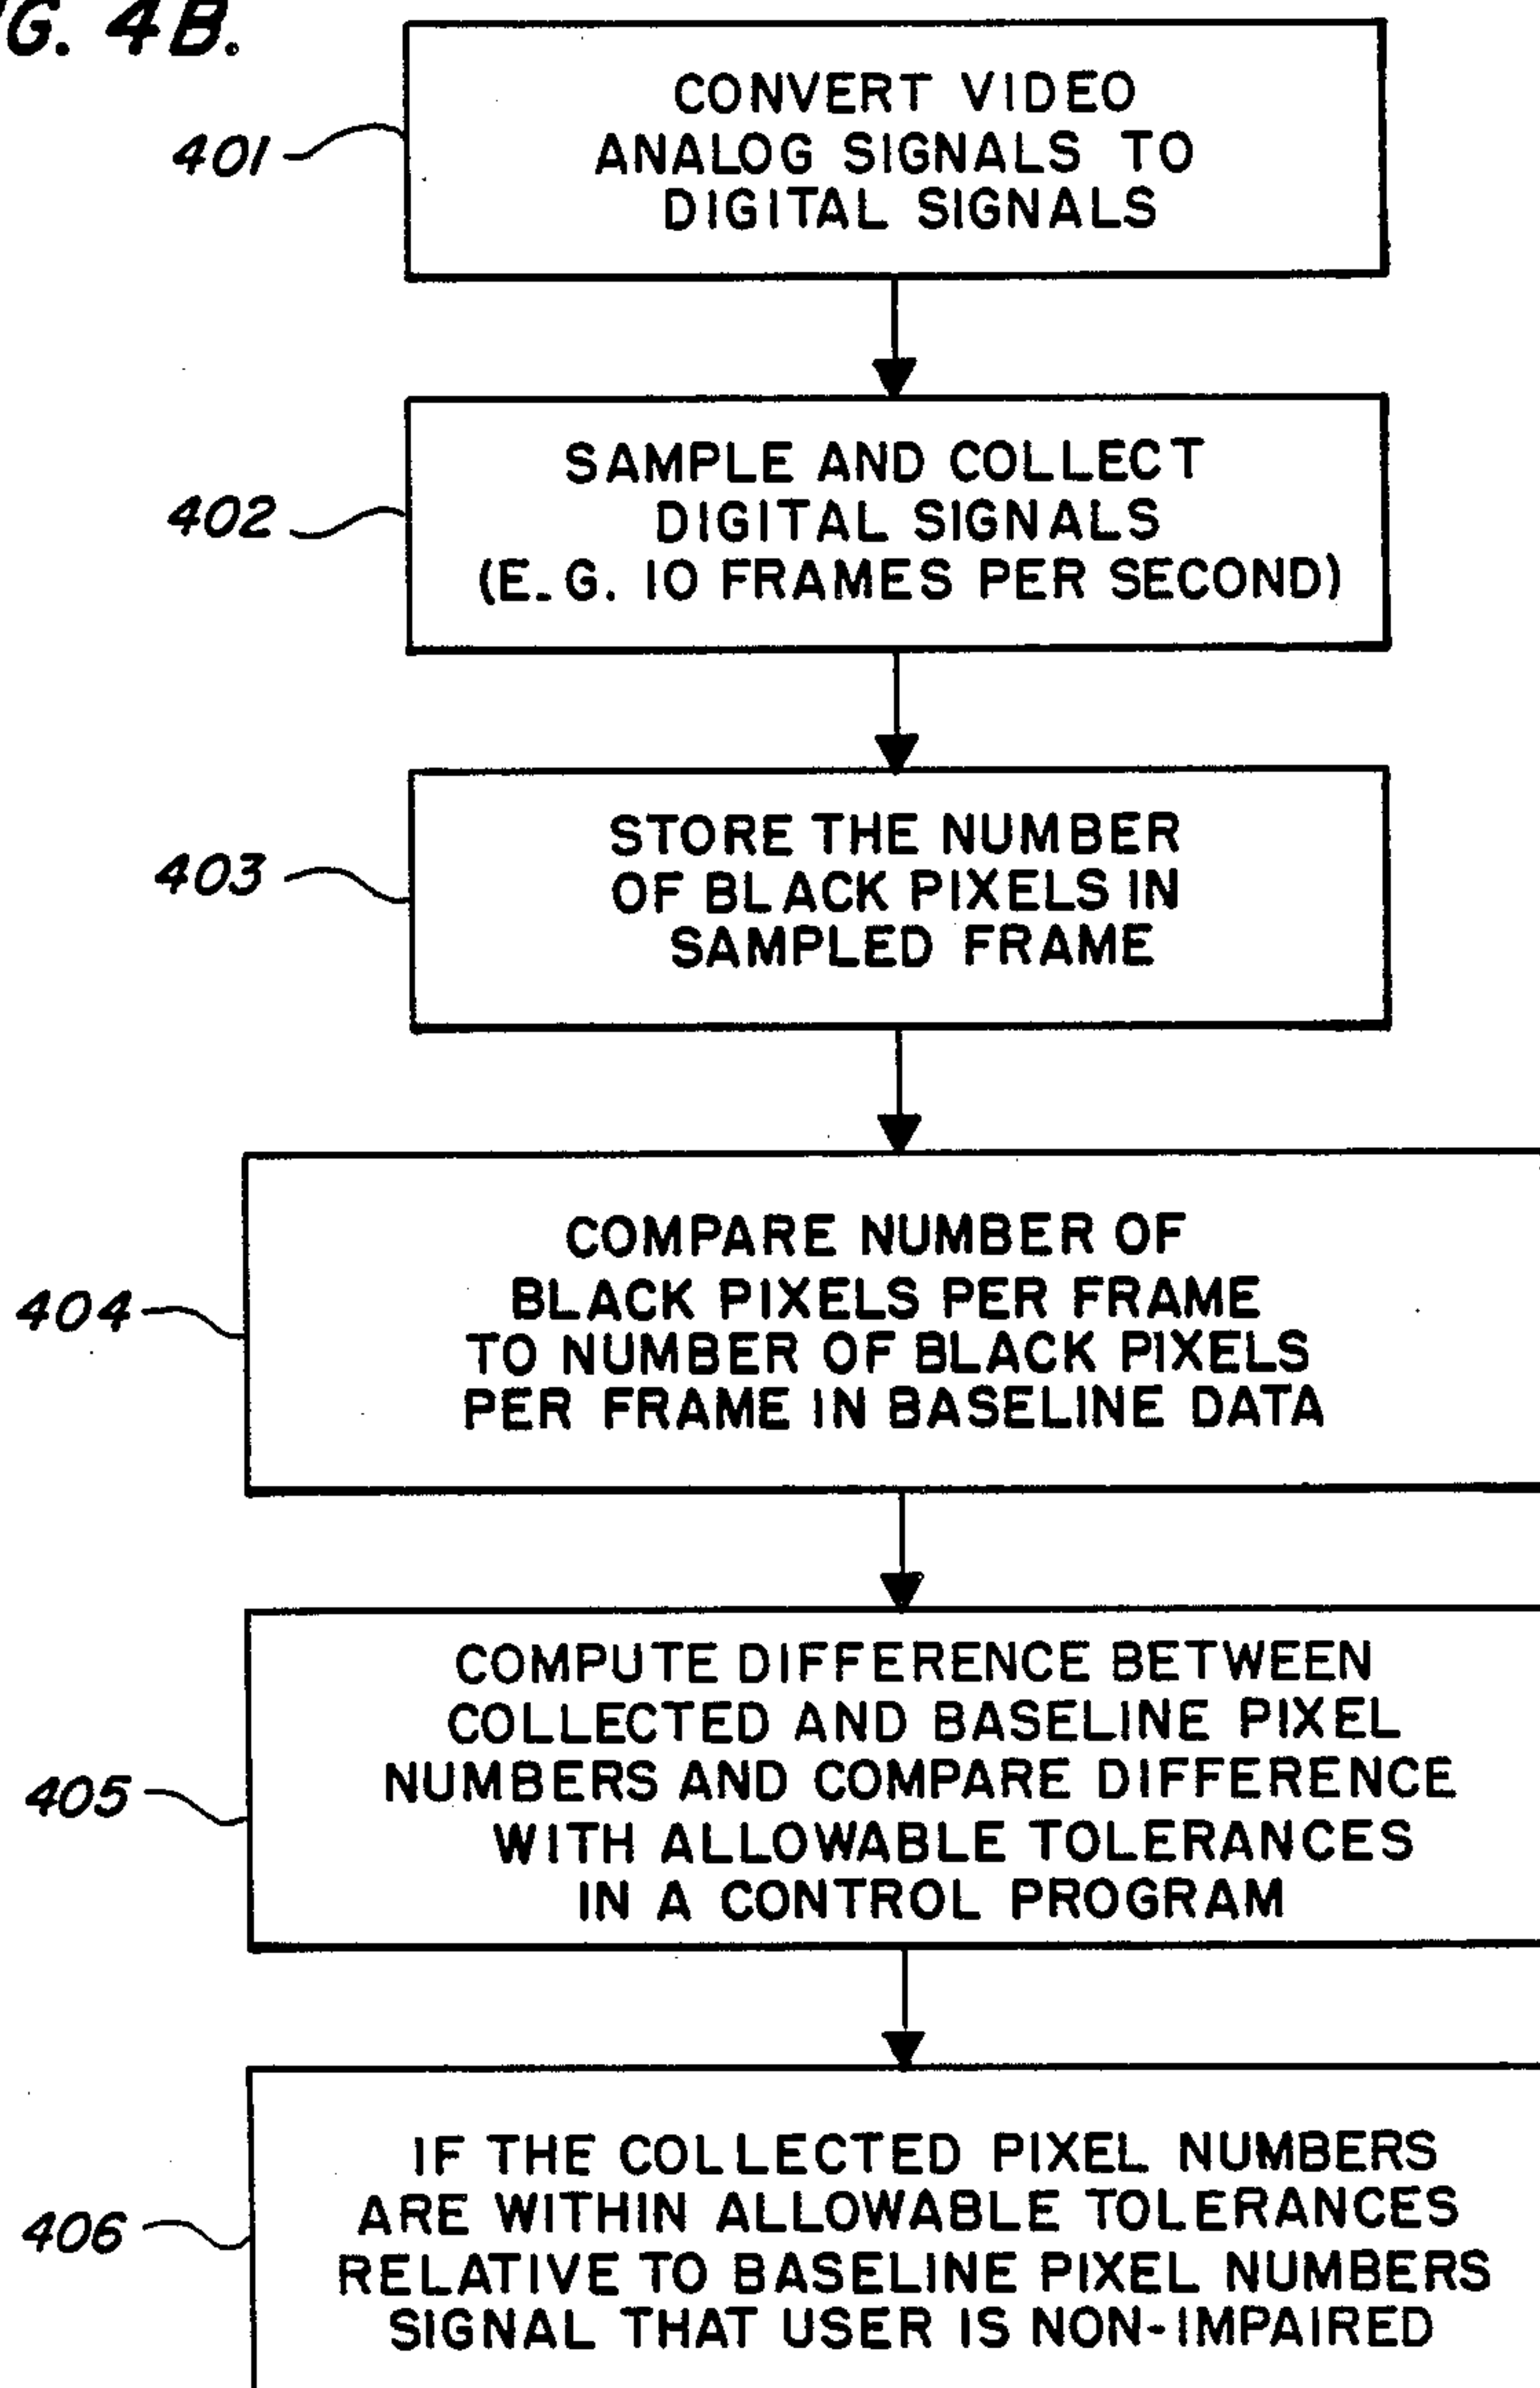 G. 4B.
401
CONVERT VIDEO
ANALOG SIGNALS TO
DIGITAL SIGNALS
402
SAMPLE AND COLLECT
DIGITAL SIGNALS
(E.G. 10 FRAMES PER SECOND)
403
STORE THE NUMBER
OF BLACK PIXELS IN
SAMPLED FRAME
404
COMPARE NUMBER OF
BLACK PIXELS PER FRAME
TO NUMBER OF BLACK PIXELS
PER FRAME IN BASELINE DATA
405
COMPUTE DIFFERENCE BETWEEN
COLLECTED AND BASELINE PIXEL
NUMBERS AND COMPARE DIFFERENCE
WITH ALLOWABLE TOLERANCES
IN A CONTROL PROGRAM
406
IF THE COLLECTED PIXEL NUMBERS
ARE WITHIN ALLOWABLE TOLERANCES
RELATIVE TO BASELINE PIXEL NUMBERS
SIGNAL THAT USER IS NON-IMPAIRED